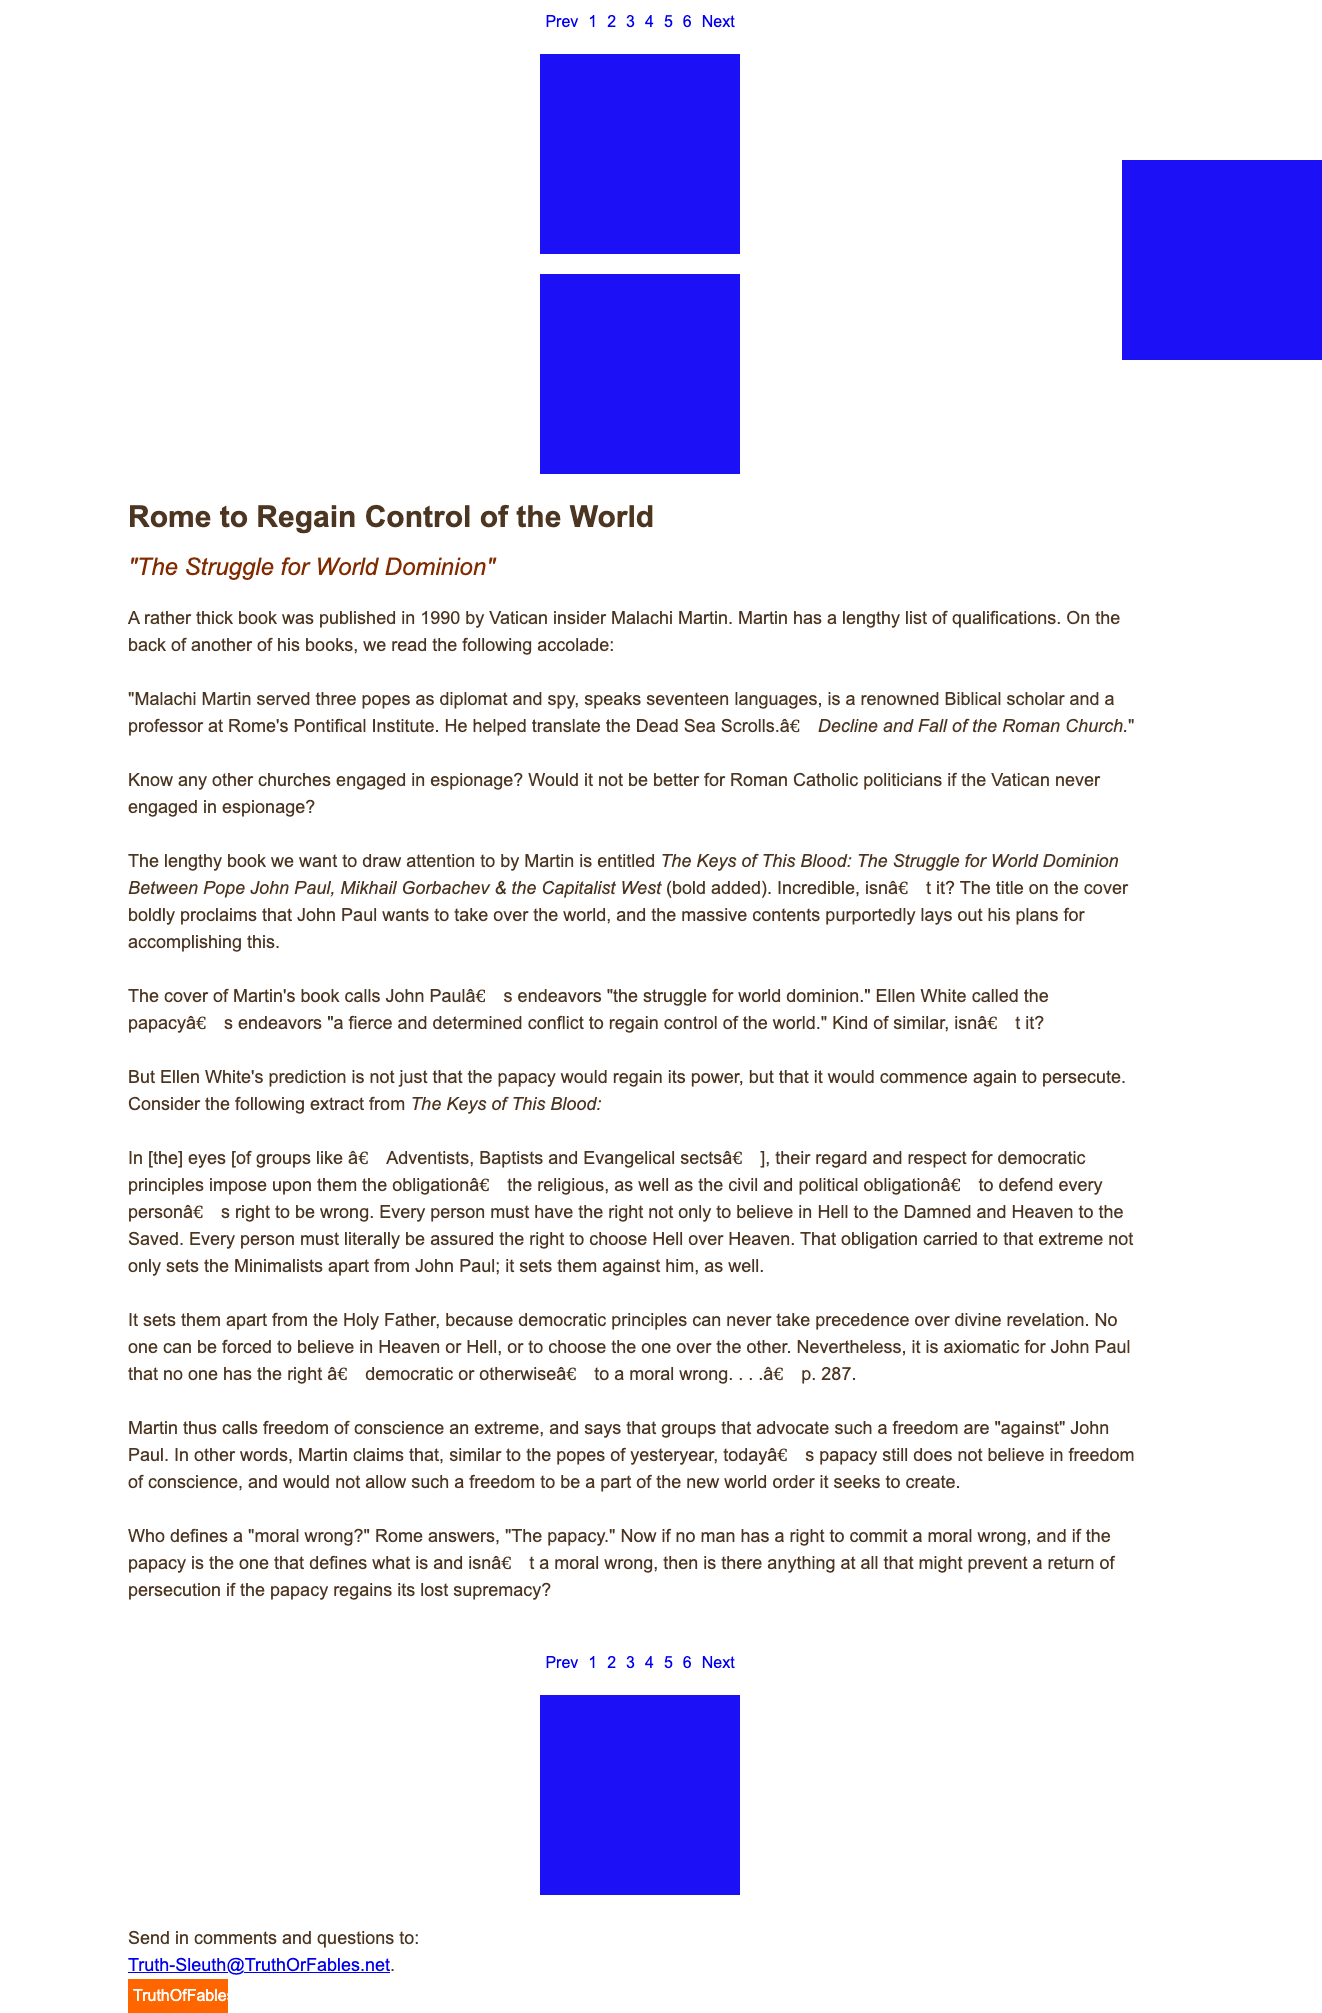 Prev 1 2 3 4 5 6 Next
Rome to Regain Control of the World
"The Struggle for World Dominion"
A rather thick book was published in 1990 by Vatican insider Malachi Martin. Martin has a lengthy list of qualifications. On the
back of another of his books, we read the following accolade:
"Malachi Martin served three popes as diplomat and spy, speaks seventeen languages, is a renowned Biblical scholar and a
professor at Rome's Pontifical Institute. He helped translate the Dead Sea Scrolls.â€ Decline and Fall of the Roman Church."
Know any other churches engaged in espionage? Would it not be better for Roman Catholic politicians if the Vatican never
engaged in espionage?
The lengthy book we want to draw attention to by Martin is entitled The Keys of This Blood: The Struggle for World Dominion
Between Pope John Paul, Mikhail Gorbachev & the Capitalist West (bold added). Incredible, isnâ€ t it? The title on the cover
boldly proclaims that John Paul wants to take over the world, and the massive contents purportedly lays out his plans for
accomplishing this.
The cover of Martin's book calls John Paulâ€ s endeavors "the struggle for world dominion." Ellen White called the
papacyâ€ s endeavors "a fierce and determined conflict to regain control of the world." Kind of similar, isnâ€ t it?
But Ellen White's prediction is not just that the papacy would regain its power, but that it would commence again to persecute.
Consider the following extract from The Keys of This Blood:
In [the] eyes [of groups like â€ Adventists, Baptists and Evangelical sectsâ€ ], their regard and respect for democratic
principles impose upon them the obligationâ€ the religious, as well as the civil and political obligationâ€ to defend every
personâ€ s right to be wrong. Every person must have the right not only to believe in Hell to the Damned and Heaven to the
Saved. Every person must literally be assured the right to choose Hell over Heaven. That obligation carried to that extreme not
only sets the Minimalists apart from John Paul; it sets them against him, as well.
It sets them apart from the Holy Father, because democratic principles can never take precedence over divine revelation. No
one can be forced to believe in Heaven or Hell, or to choose the one over the other. Nevertheless, it is axiomatic for John Paul
that no one has the right â€ democratic or otherwiseâ€ to a moral wrong. . . .â€ p. 287.
Martin thus calls freedom of conscience an extreme, and says that groups that advocate such a freedom are "against" John
Paul. In other words, Martin claims that, similar to the popes of yesteryear, todayâ€ s papacy still does not believe in freedom
of conscience, and would not allow such a freedom to be a part of the new world order it seeks to create.
Who defines a "moral wrong?" Rome answers, "The papacy." Now if no man has a right to commit a moral wrong, and if the
papacy is the one that defines what is and isnâ€ t a moral wrong, then is there anything at all that might prevent a return of
persecution if the papacy regains its lost supremacy?
Prev 1 2 3 4 5 6 Next
Send in comments and questions to:
Truth-Sleuth@TruthOrFables.net.
TruthOfFables